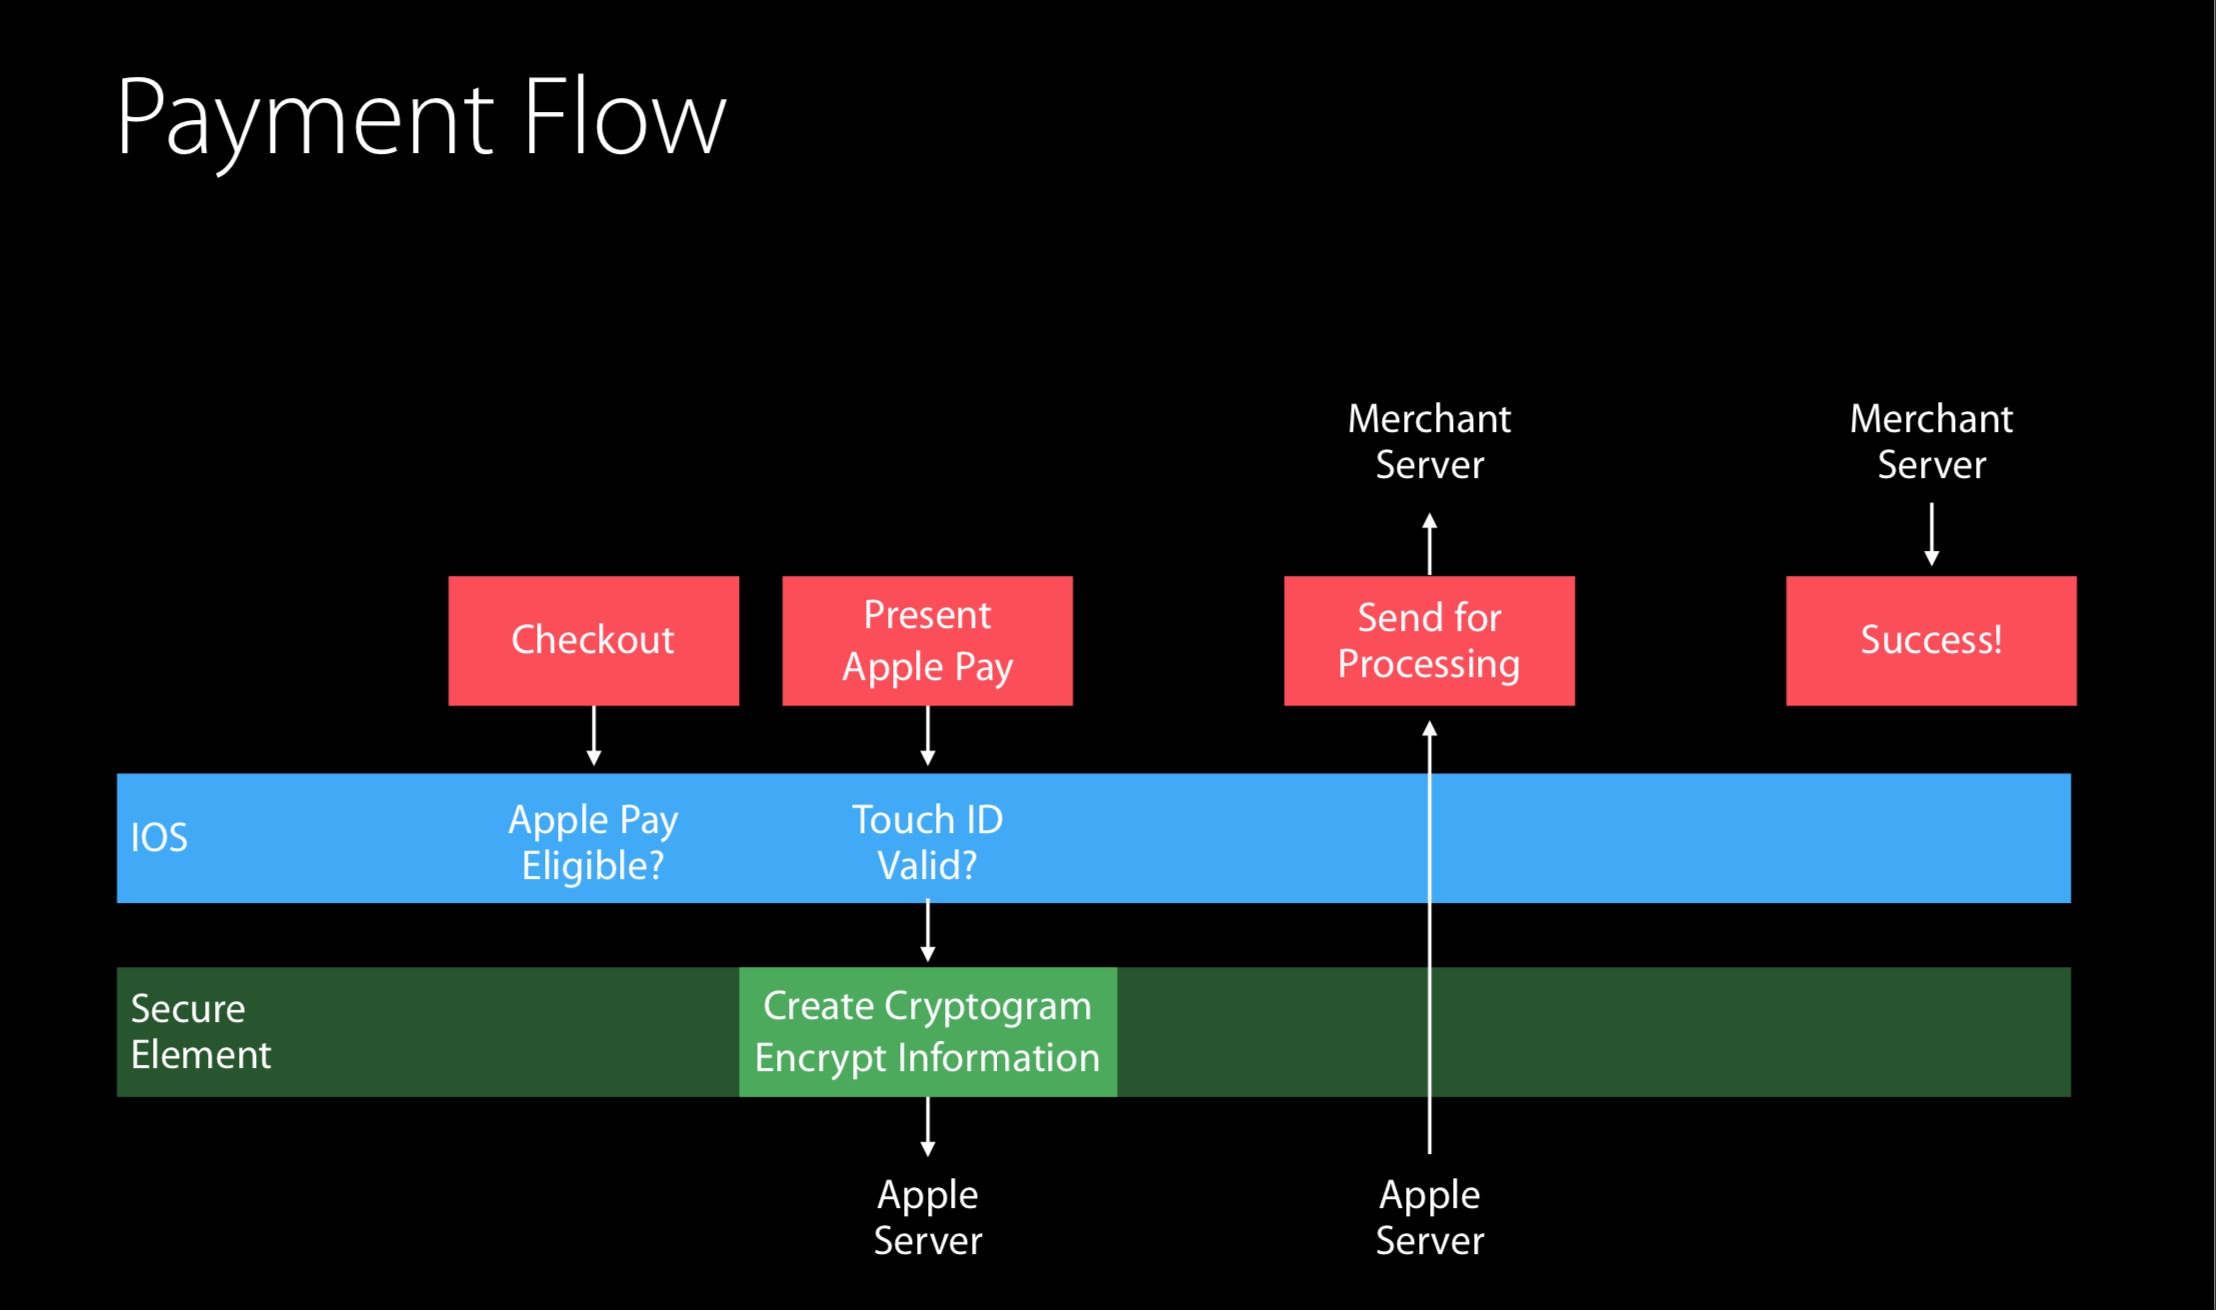 Payment Flow
Merchant
Server
Merchant
Server
Checkout
Present
Apple Pay
Send for
Processing
Success!
IOS
Apple Pay
Eligible?
Touch ID
Valid?
Secure
Element
Create Cryptogram
Encrypt Information
Apple
Server
Apple
Server